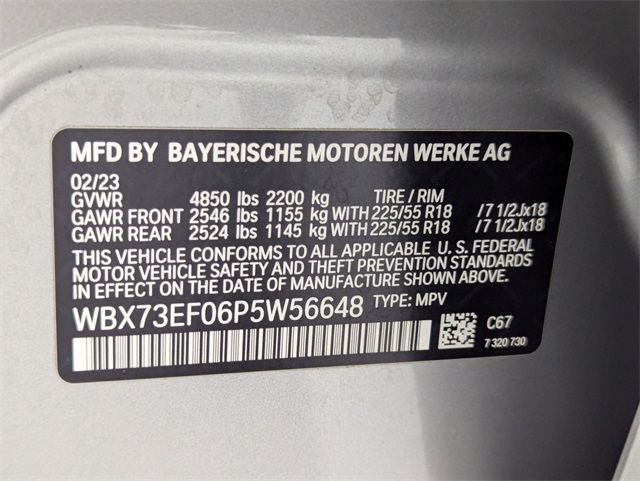 MFD BY BAYERISCHE MOTOREN WERKE AG
02/23
GVWR 4850 lbs 2200 kg TIRE / RIM
GAWR FRONT 2546 lbs 1155 kg WITH 225/55 R18 /7 1/2Jx18
GAWR REAR 2524 lbs 1145 kg WITH 225/55 R18 /7 1/2Jx18
THIS VEHICLE CONFORMS TO ALL APPLICABLE U. S. FEDERAL
MOTOR VEHICLE SAFETY, BUMPER, AND THEFT PREVENTION
STANDARDS IN EFFECT ON THE DATE OF MANUFACTURE SHOWN ABOVE.
WBX73EF06P5W56648 TYPE: MPV
C67
7 320 730